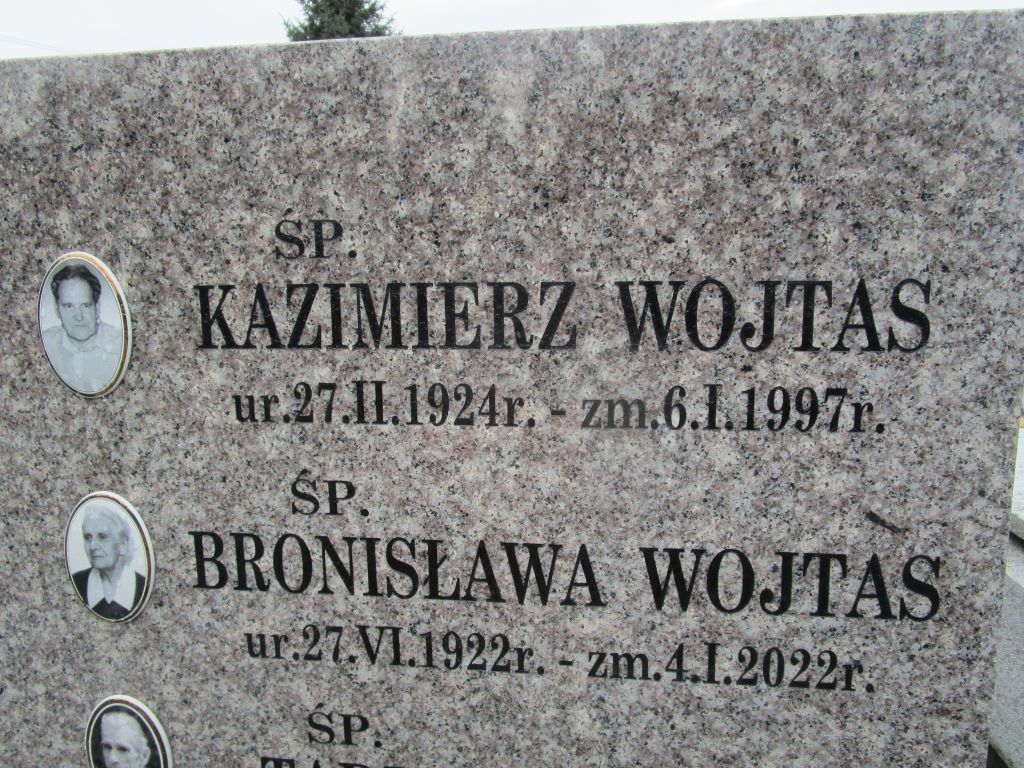 ŚP.
KAZIMIERZ WOJTAS
ur.27.II.1924r. - zm.6.I.1997r.
ŚP.
BRONISŁAWA WOJTAS
ur.27.VI.1922r. - zm.4.I.2022r.
ŚP.